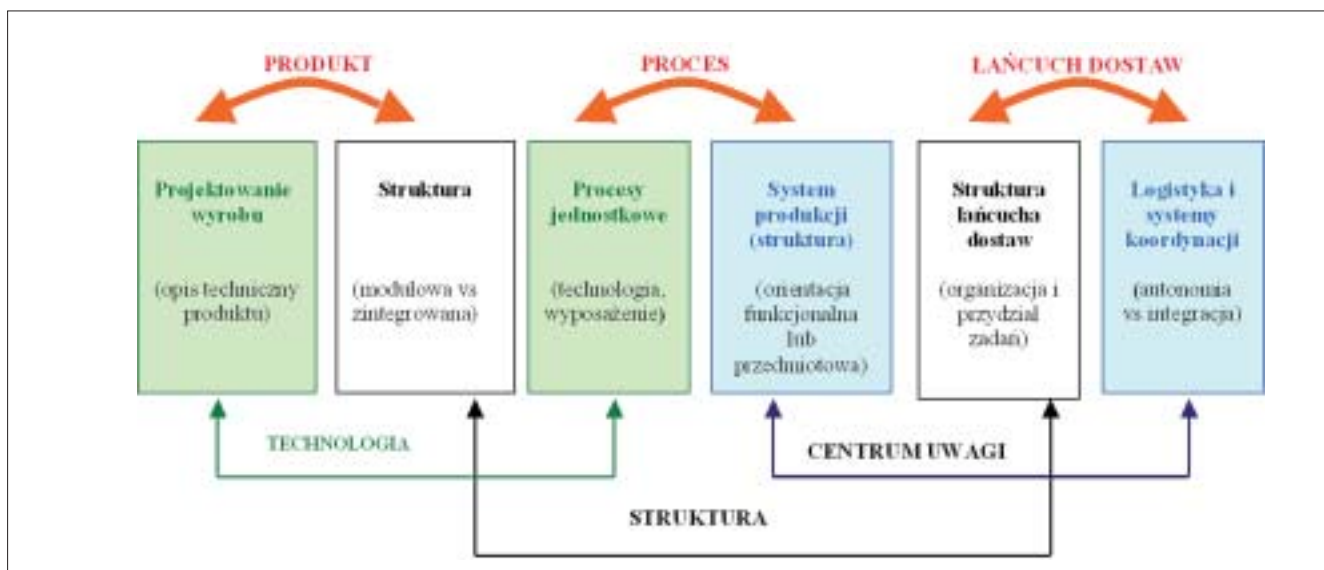 PRODUKT
PROCES
ŁAŃCUCH DOSTAW
Projektowanie
wyrobu
(opis techniczny
produktu)
Struktura
(modulowa vs
zintegrowana)
Procesy
jednostkowe
(technologia,
wyposażenie)
System
produkcji
(struktura)
(orientacja
funkcjonalna
lub
przedmiotowa)
Struktura
łańcucha
dostaw
(organizacja i
przydział
zadań)
Logistyka i
systemy
koordynacji
(autonomia
vs integracja)
TECHNOLOGIA
CENTRUM UWAGI
STRUKTURA